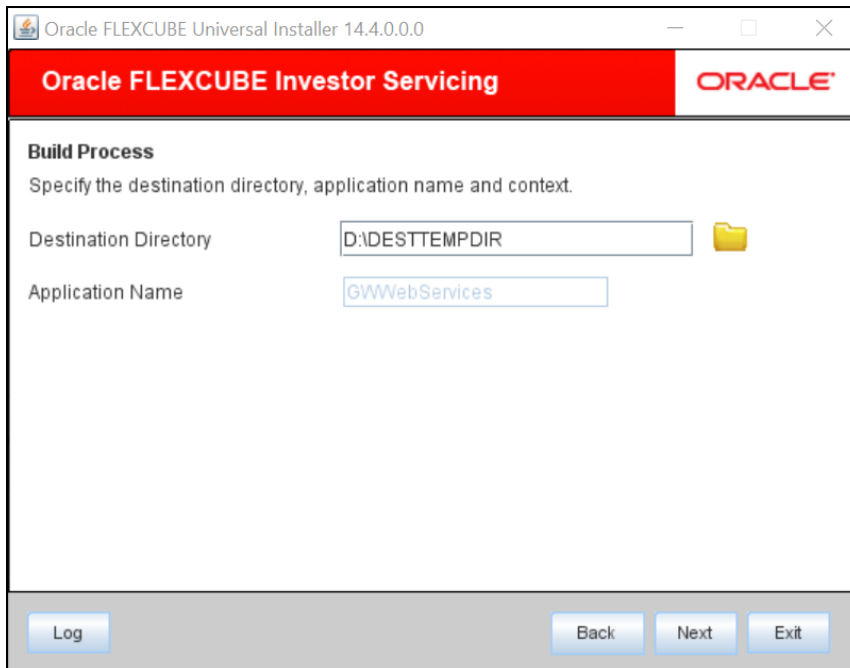 Oracle FLEXCUBE Universal Installer 14.4.0.0.0
Oracle FLEXCUBE Investor Servicing
ORACLE
Build Process
Specify the destination directory, application name and context.
Destination Directory
D:\DESTTEMPDIR
Application Name
GWWebServices
Log
Back
Next
Exit